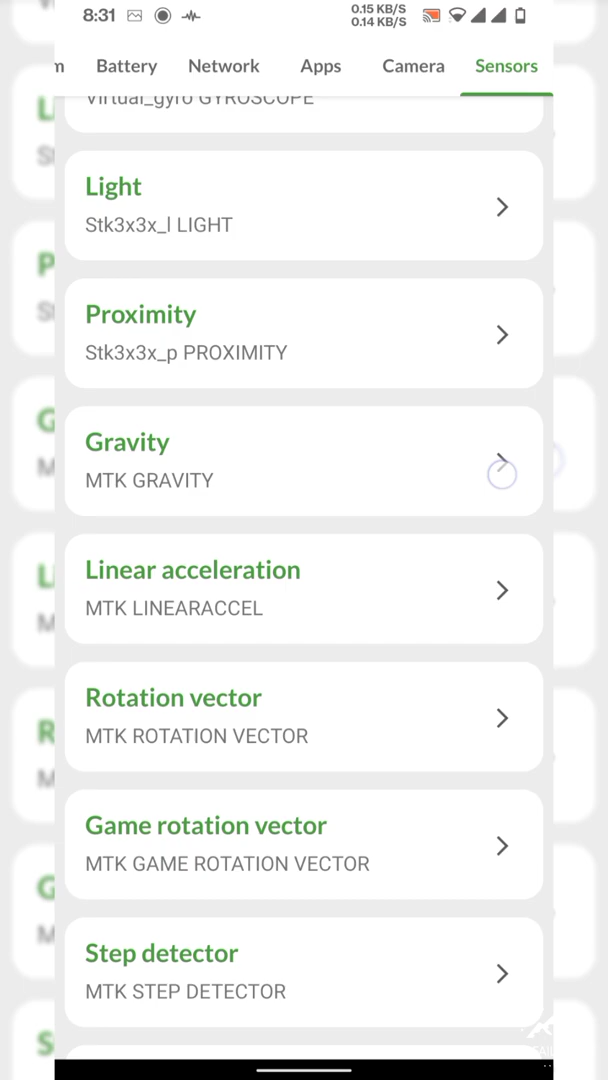 8:31
0.15 KB/S
0.14 KB/S
m Battery Network Apps Camera Sensors
Virtual_gyro GYROSCOPE
Light
Stk3x3x_l LIGHT
Proximity
Stk3x3x_p PROXIMITY
Gravity
MTK GRAVITY
Linear acceleration
MTK LINEARACCEL
Rotation vector
MTK ROTATION VECTOR
Game rotation vector
MTK GAME ROTATION VECTOR
Step detector
MTK STEP DETECTOR